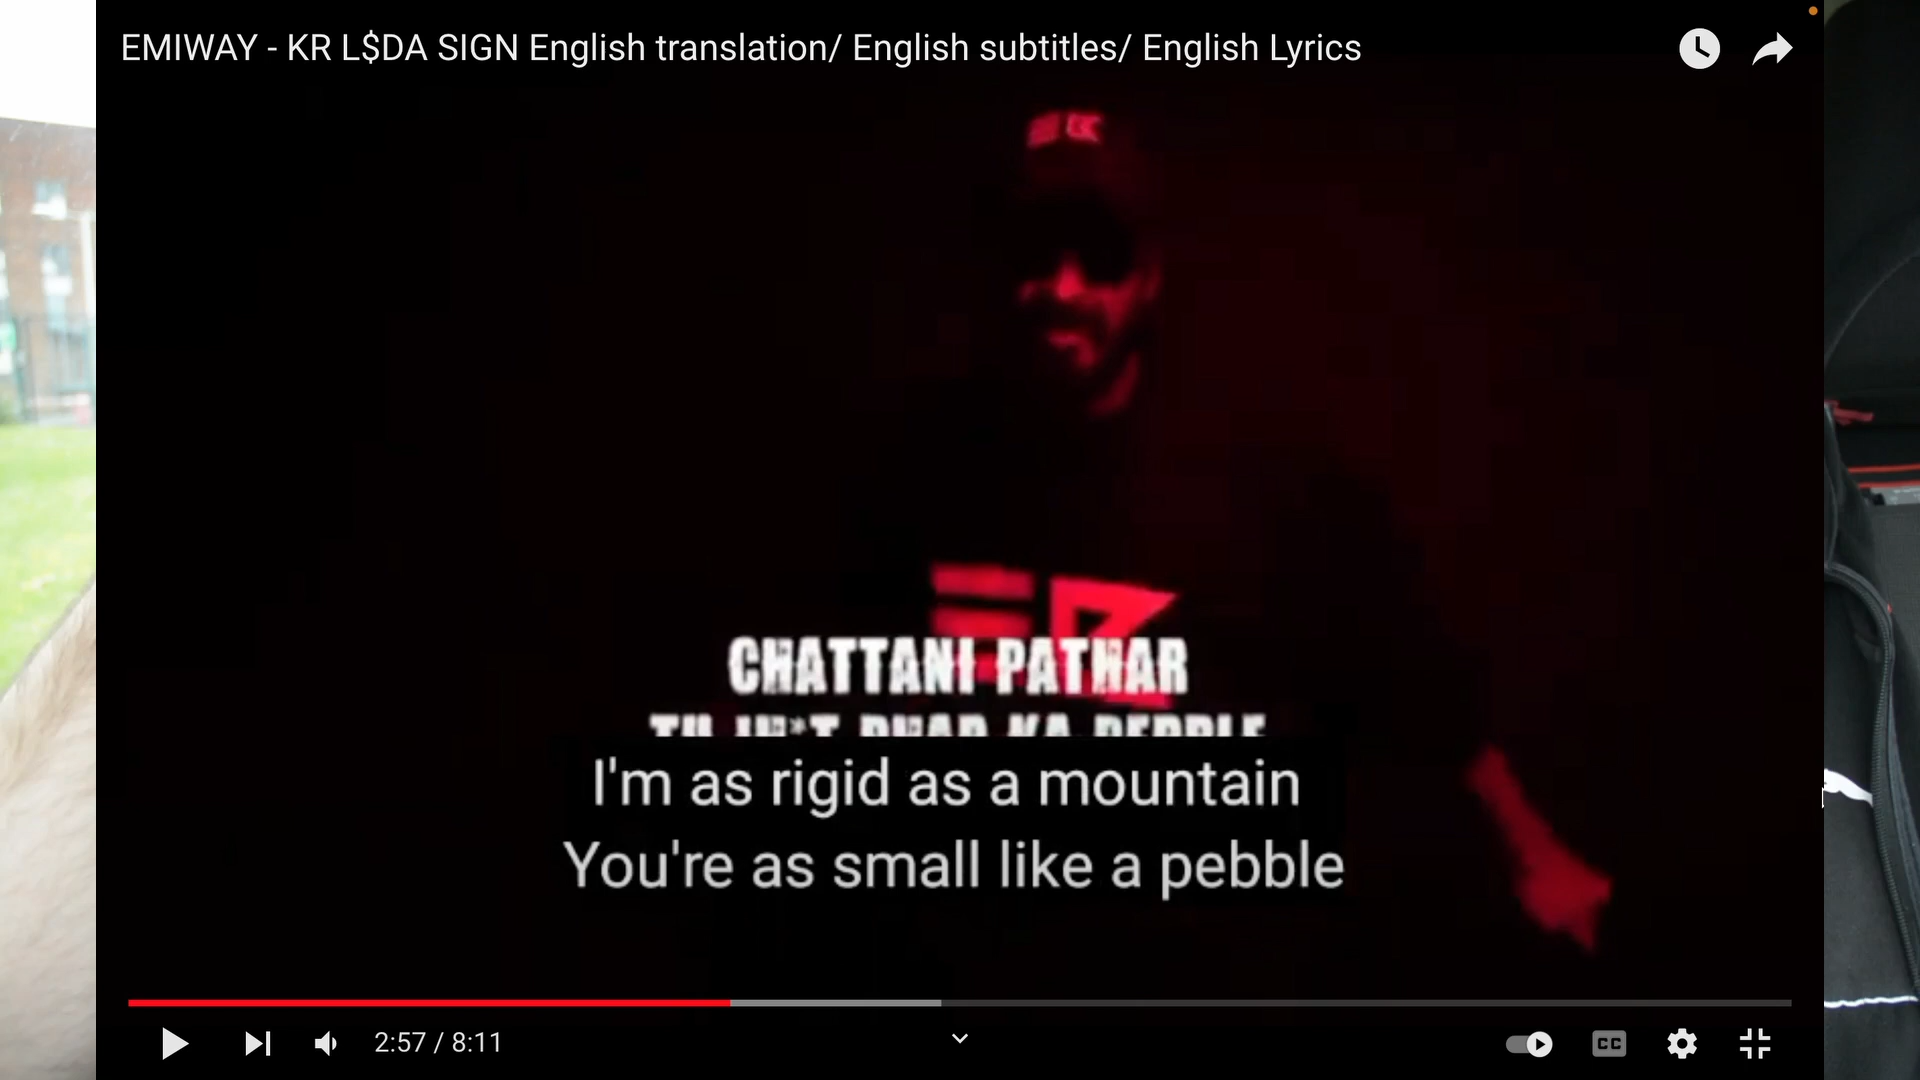 EMIWAY - KR L$DA SIGN English translation/ English subtitles/ English Lyrics
CHATTANI PATHAR
I'm as rigid as a mountain
You're as small like a pebble
2:57 / 8:11
CC